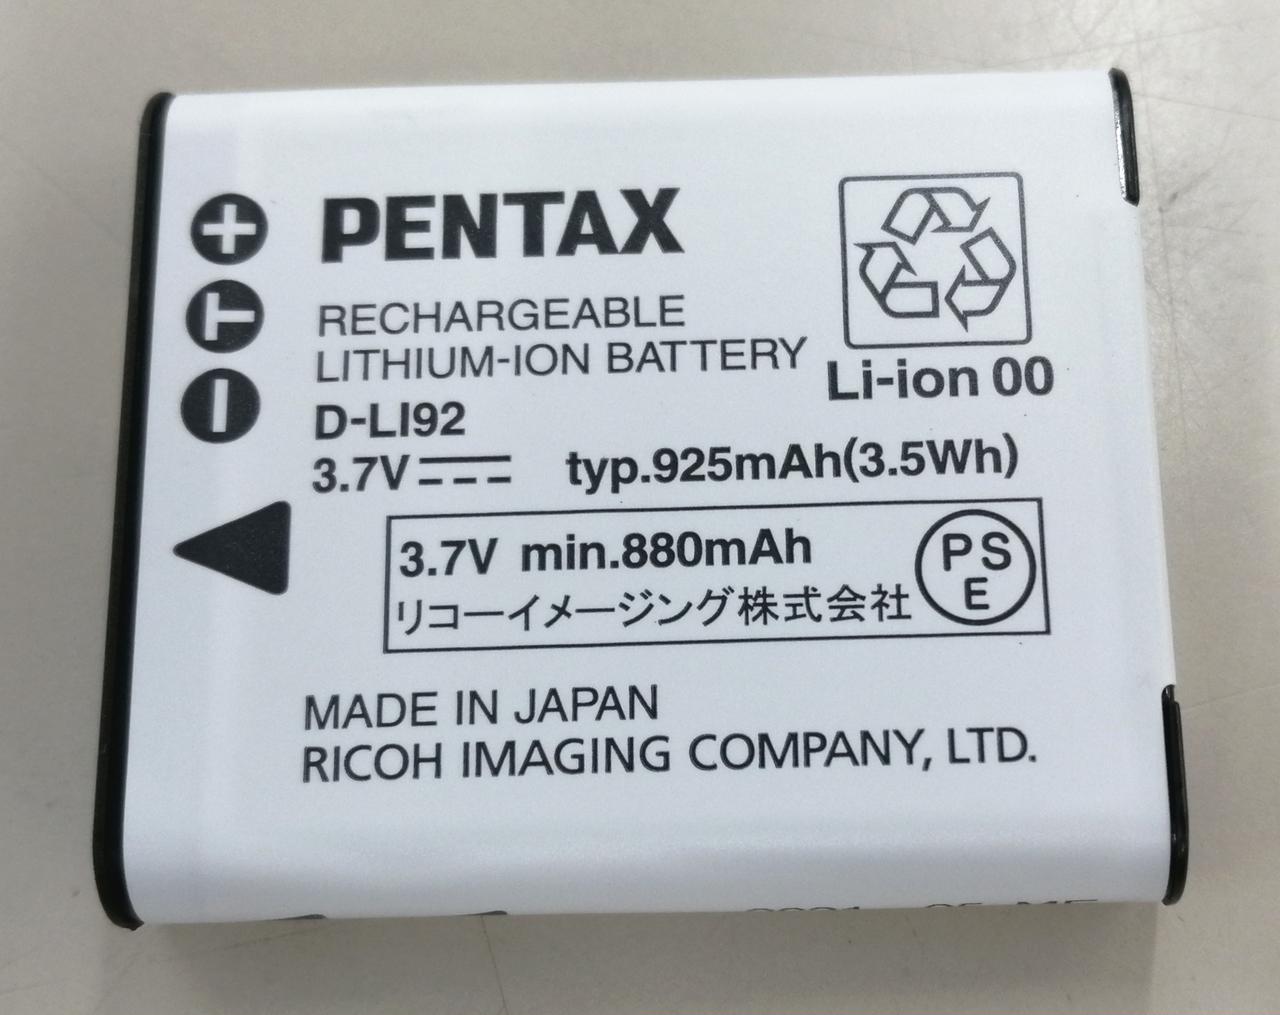 PENTAX
RECHARGEABLE
LITHIUM-ION BATTERY
D-LI92
Li-ion 00
3.7V typ.925mAh(3.5Wh)
3.7V min.880mAh
リコーイメージング株式会社
PS
E
MADE IN JAPAN
RICOH IMAGING COMPANY, LTD.
+
T
-